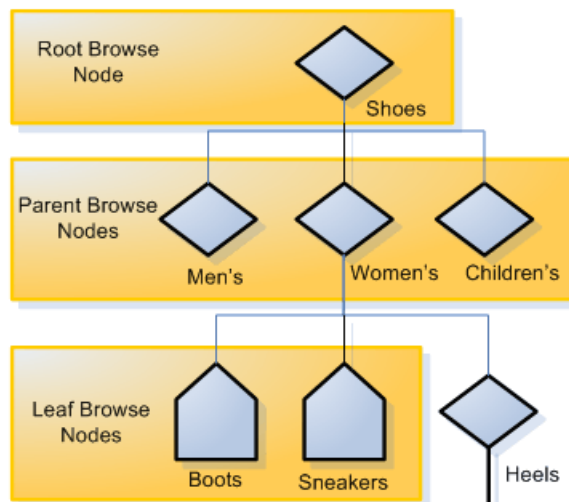 Root Browse
Node
Shoes
Parent Browse
Nodes
Men's
Women's
Children's
Leaf Browse
Nodes
Boots
Sneakers
Heels